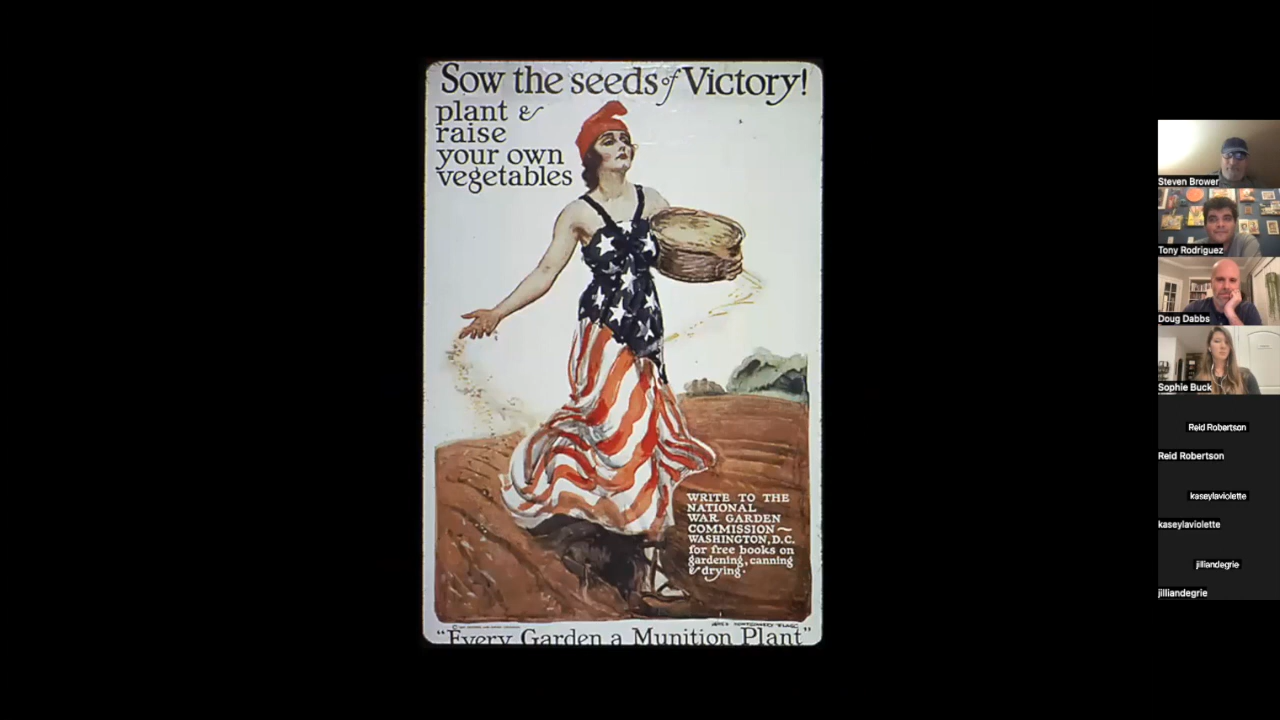 Sow the seeds of Victory!
plant &
raise
your own
vegetables
WRITE TO THE
NATIONAL
WAR GARDEN
COMMISSION~
WASHINGTON, D.C.
for free books on
gardening, canning
& drying.
"Every Garden a Munition Plant"
Steven Brower
Tony Rodriguez
Doug Dabbs
Sophie Buck
Reid Robertson
Reid Robertson
kaseylaviolette
kaseylaviolette
jilliandegrie
jilliandegrie